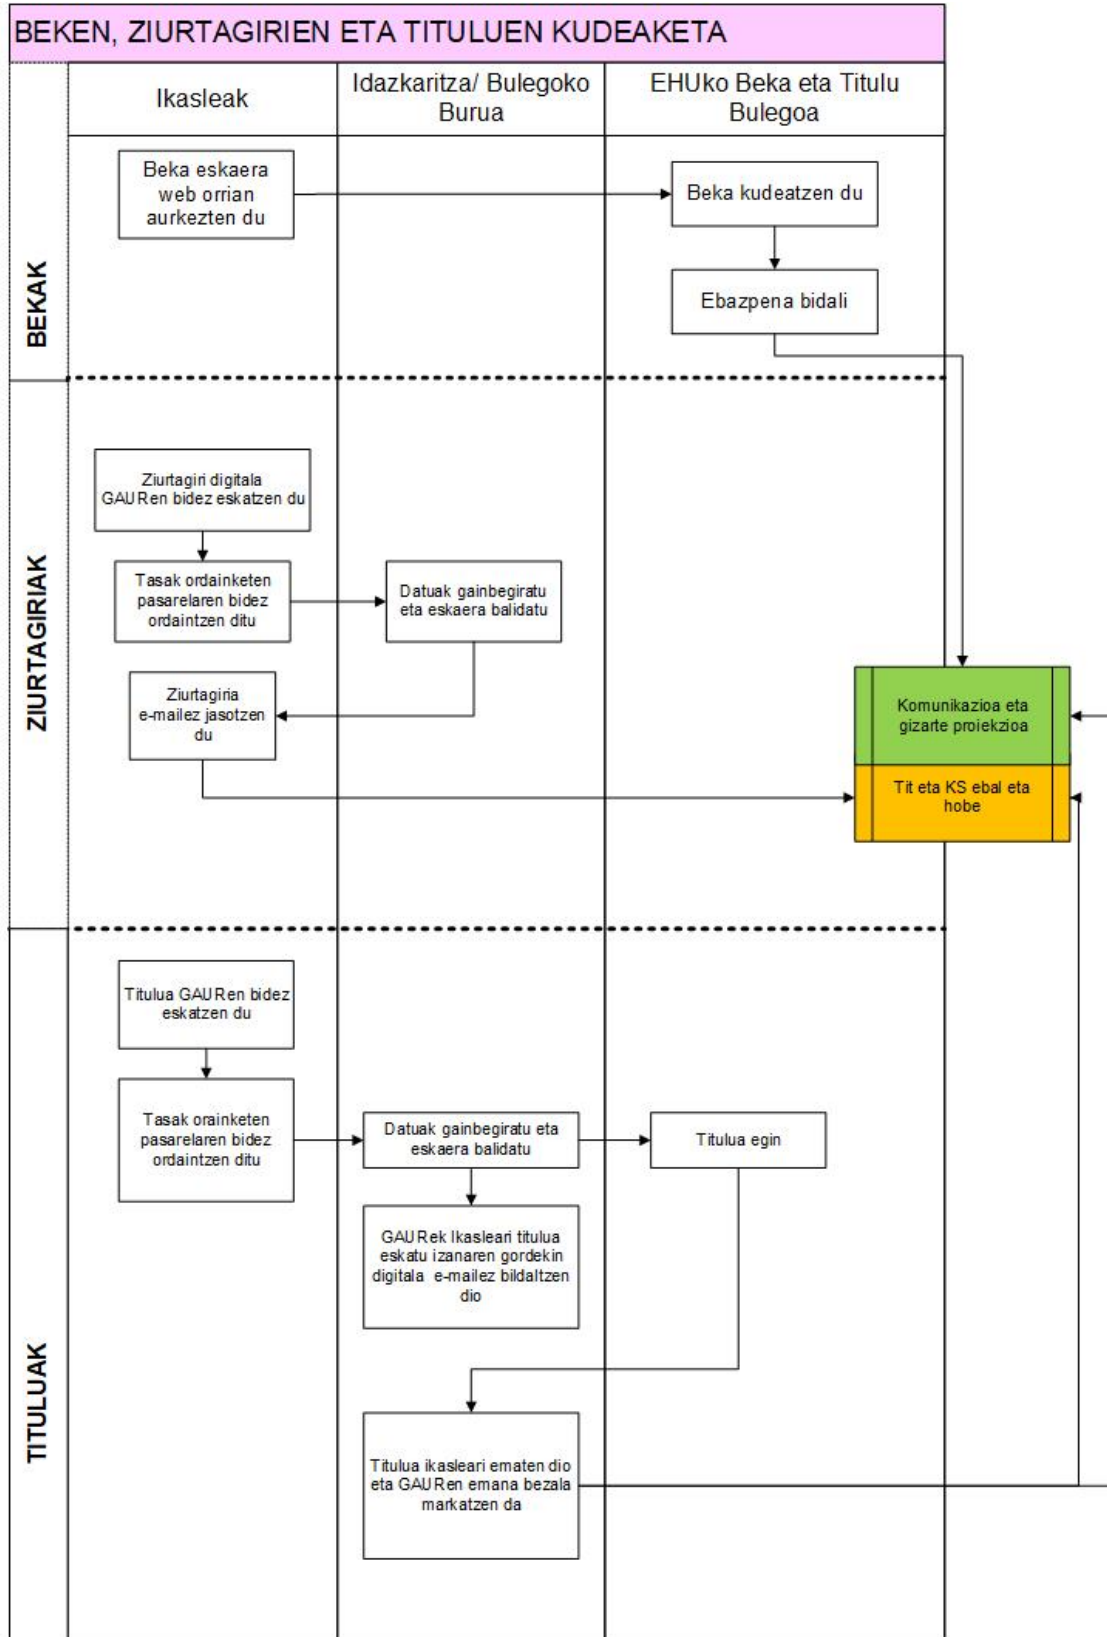 BEKEN, ZIURTAGIRIEN ETA TITULUEN KUDEAKETA
Ikasleak
Idazkaritza/ Bulegoko
Burua
EHUko Beka eta Titulu
Bulegoa
BEKAK
Beka eskaera
web orrian
aurkezten du
Beka kudeatzen du
Ebazpena bidali
ZIURTAGIRIAK
Ziurtagiri digitala
GAURen bidez eskatzen du
Tasak ordainketen
pasarelaren bidez
ordaintzen ditu
Datuak gainbegiratu
eta eskaera balidatu
Ziurtagiria
e-mailez jasotzen
du
Komunikazioa eta
gizarte proiekzioa
Tit eta KS ebal eta
hobe
TITULUAK
Titulua GAURen bidez
eskatzen du
Tasak orainketen
pasarelaren bidez
ordaintzen ditu
Datuak gainbegiratu eta
eskaera balidatu
Titulua egin
GAURek Ikasleari titulua
eskatu izanaren gordekin
digitala e-mailez bildaltzen
dio
Titulua ikasleari ematen dio
eta GAURen emana bezala
markatzen da